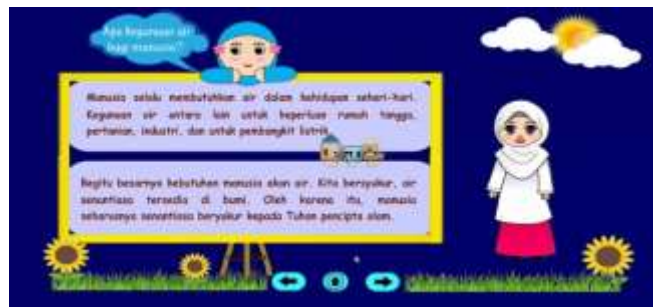 Apa kegunaan air
bagi manusia?
Manusia selalu membutuhkan air dalam kehidupan sehari-hari.
Kegunaan air antara lain untuk keperluan rumah tangga,
pertanian, industri, dan untuk pembangkit listrik.
Begitu besarnya kebutuhan manusia akan air. Kita bersyukur, air
senantiasa tersedia di bumi. Oleh karena itu, manusia
seharusnya senantiasa bersyukur kepada Tuhan pencipta alam.